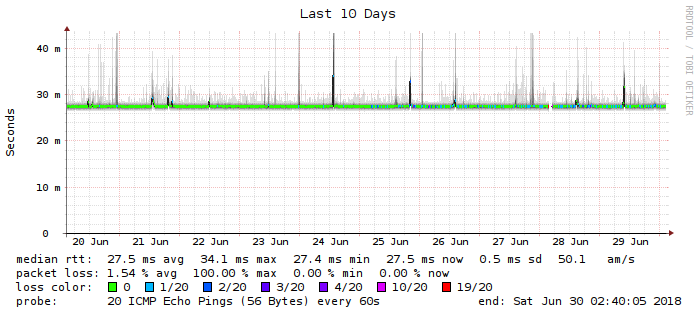 Last 10 Days
RRDTOOL / TOBI OETIKER
Seconds
40 m
30 m
20 m
10 m
0
20 Jun 21 Jun 22 Jun 23 Jun 24 Jun 25 Jun 26 Jun 27 Jun 28 Jun 29 Jun
median rtt: 27.5 ms avg 34.1 ms max 27.4 ms min 27.5 ms now 0.5 ms sd 50.1 am/s
packet loss: 1.54 % avg 100.00 % max 0.00 % min 0.00 % now
loss color: 0 1/20 2/20 3/20 4/20 10/20 19/20
probe: 20 ICMP Echo Pings (56 Bytes) every 60s end: Sat Jun 30 02:40:05 2018